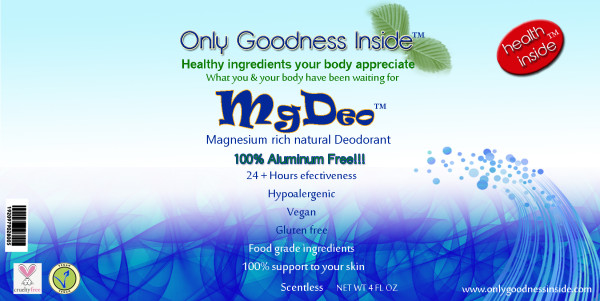 Only Goodness Inside™
Healthy ingredients your body appreciate
What you & your body have been waiting for
health
inside™
MgDeo™
Magnesium rich natural Deodorant
100% Aluminum Free!!!
24 + Hours efectiveness
Hypoalergenic
Vegan
Gluten free
Food grade ingredients
100% support to your skin
Scentless NET WT 4 FL OZ
crueltyfree
www.onlygoodnessinside.com